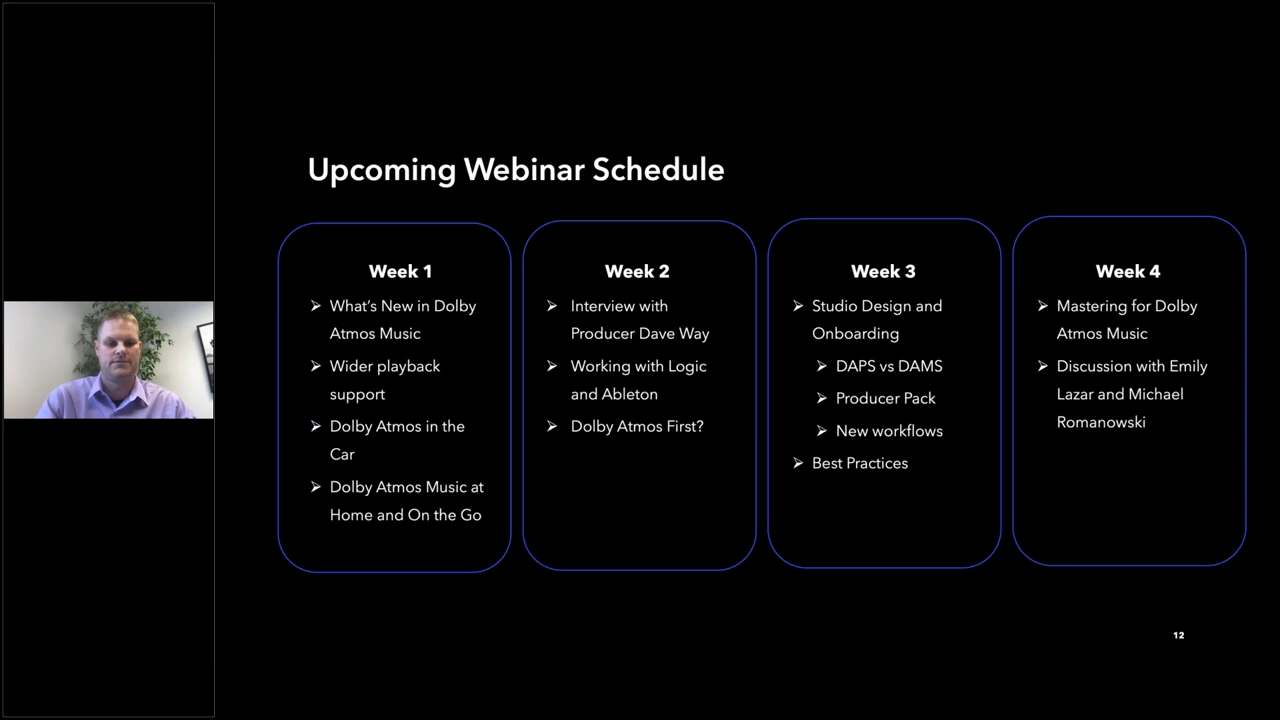 Upcoming Webinar Schedule
Week 1
➢ What's New in Dolby
Atmos Music
➢ Wider playback
support
➢ Dolby Atmos in the
Car
➢ Dolby Atmos Music at
Home and On the Go
Week 2
➢ Interview with
Producer Dave Way
➢ Working with Logic
and Ableton
➢ Dolby Atmos First?
Week 3
➢ Studio Design and
Onboarding
➢ DAPS vs DAMS
➢ Producer Pack
➢ New workflows
➢ Best Practices
Week 4
➢ Mastering for Dolby
Atmos Music
➢ Discussion with Emily
Lazar and Michael
Romanowski
12